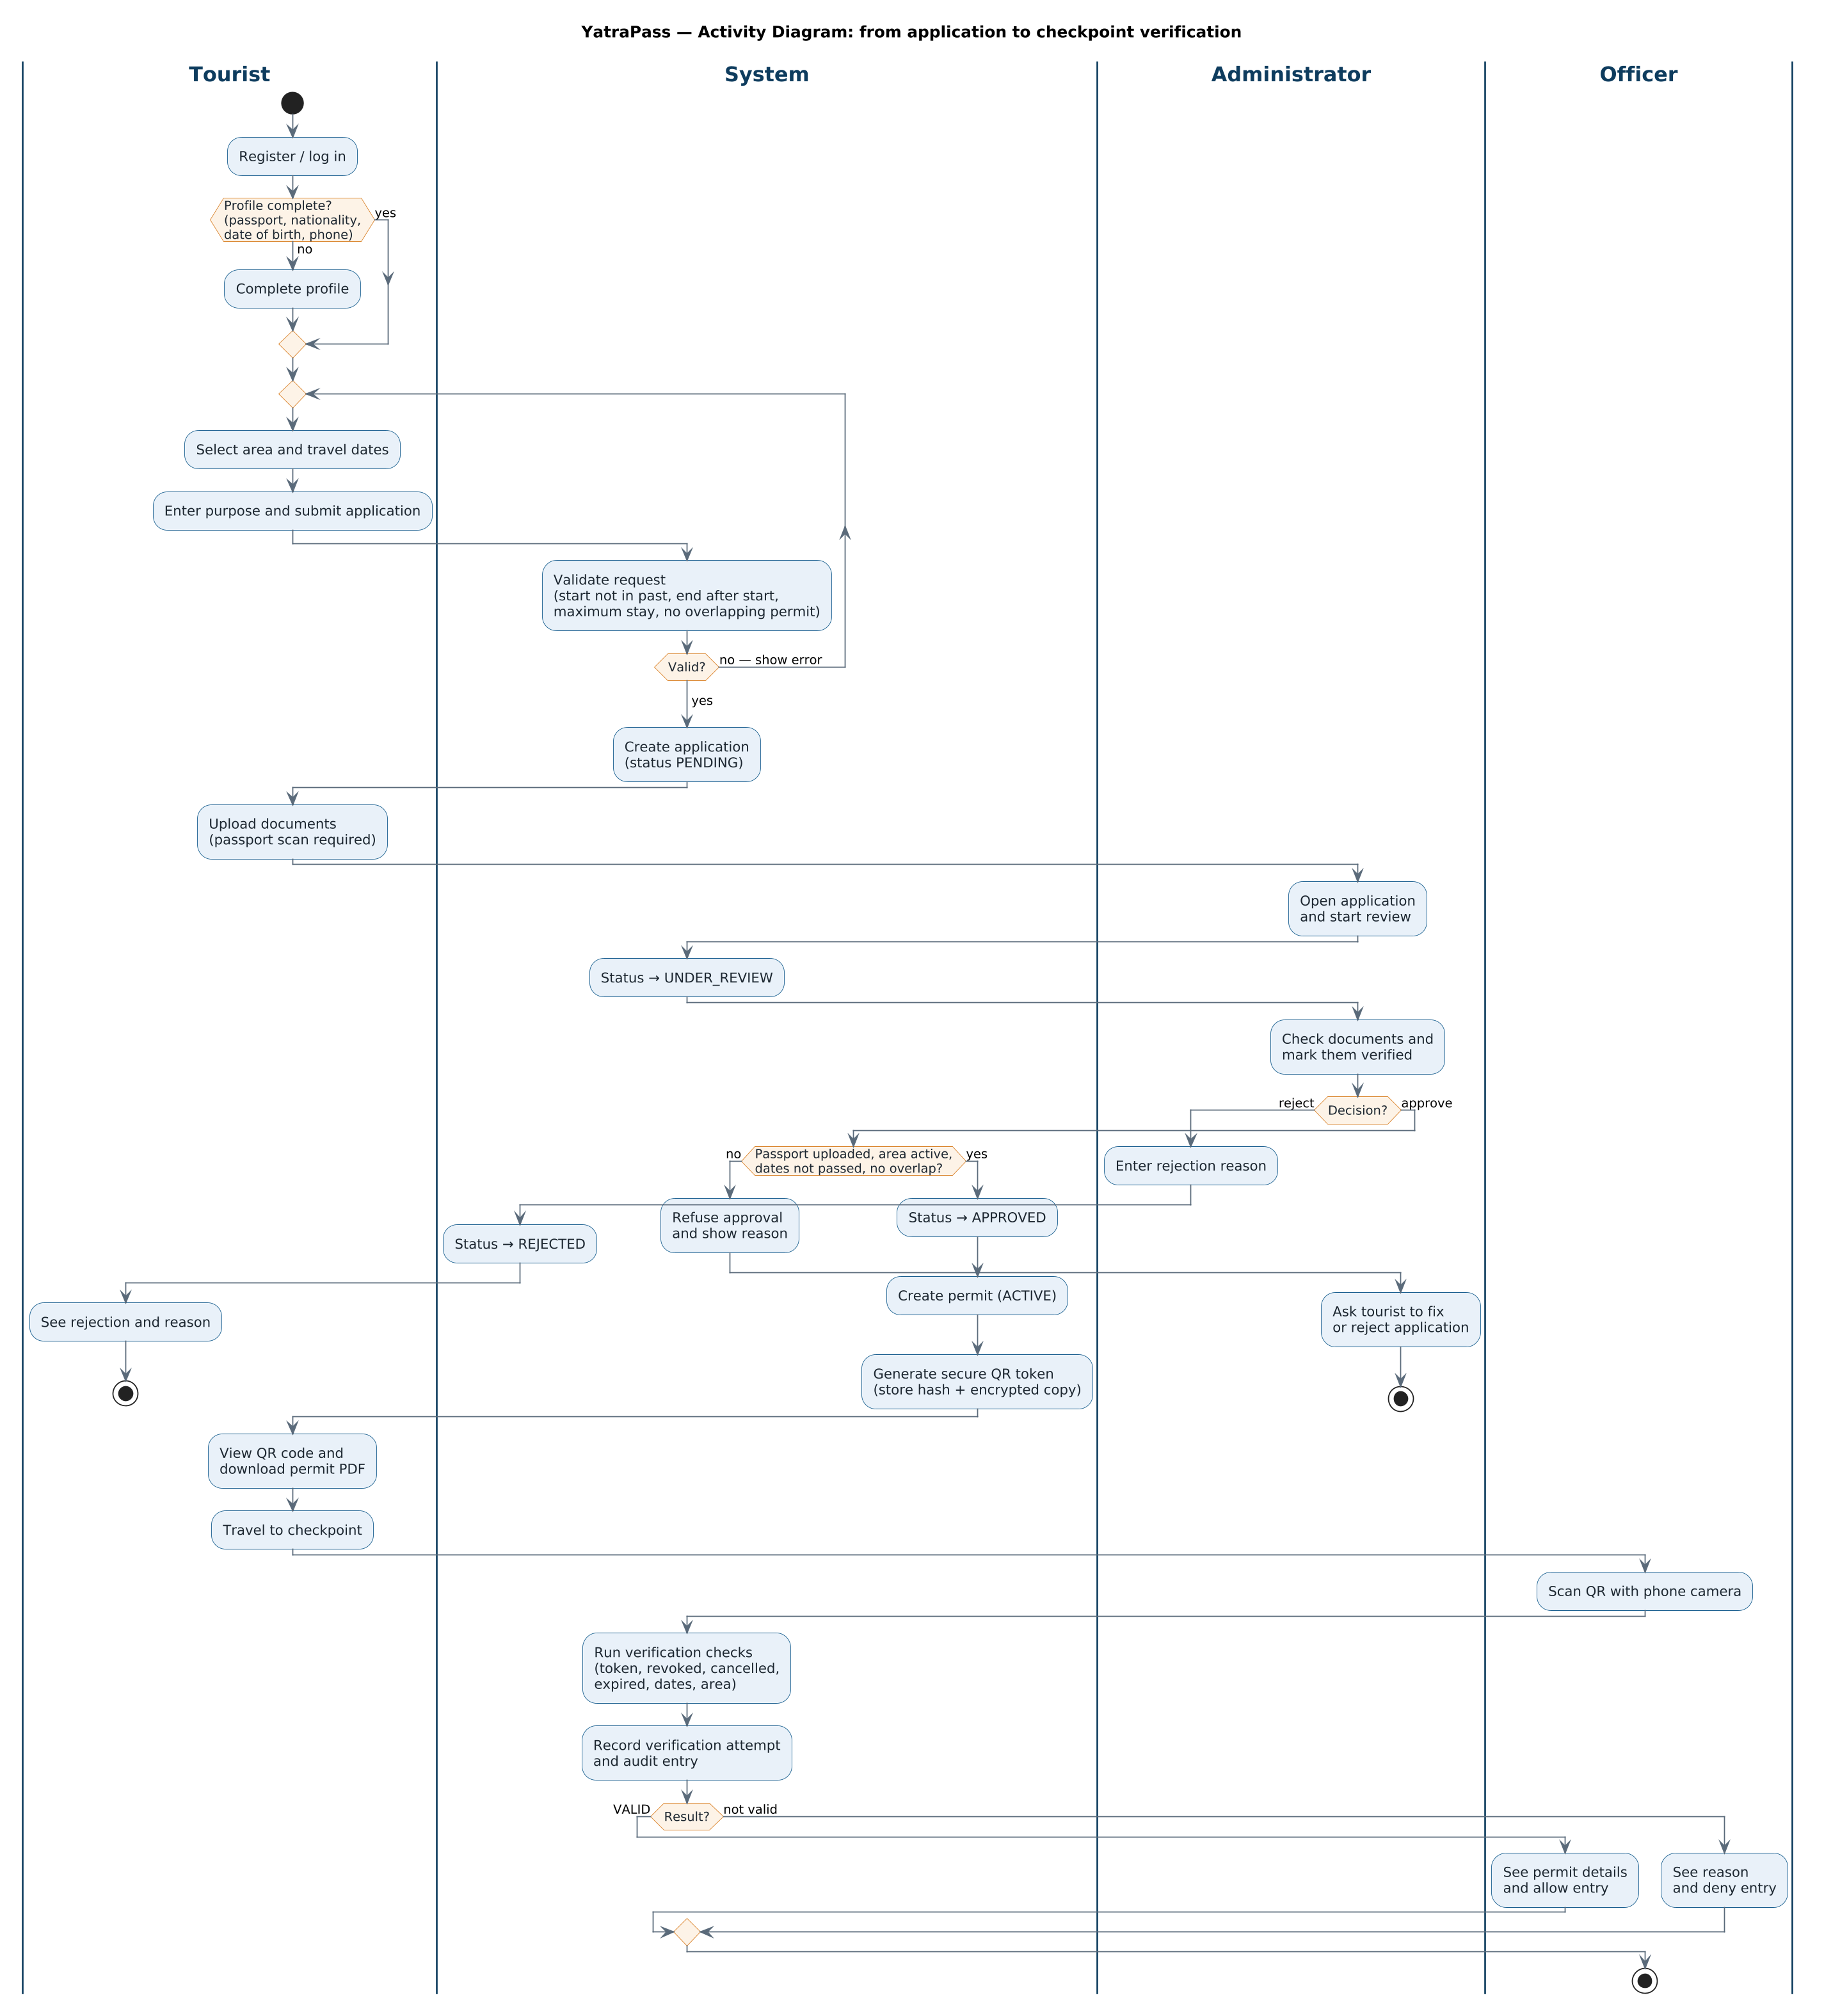 YatraPass — Activity Diagram: from application to checkpoint verification
Tourist
System
Administrator
Officer
Register / log in
Profile complete?
(passport, nationality,
date of birth, phone)
yes
no
Complete profile
Select area and travel dates
Enter purpose and submit application
Validate request
(start not in past, end after start,
maximum stay, no overlapping permit)
Valid?
no — show error
yes
Create application
(status PENDING)
Upload documents
(passport scan required)
Open application
and start review
Status → UNDER_REVIEW
Check documents and
mark them verified
reject
Decision?
approve
no
Passport uploaded, area active,
dates not passed, no overlap?
yes
Enter rejection reason
Refuse approval
and show reason
Status → APPROVED
Status → REJECTED
Create permit (ACTIVE)
See rejection and reason
Ask tourist to fix
or reject application
Generate secure QR token
(store hash + encrypted copy)
View QR code and
download permit PDF
Travel to checkpoint
Scan QR with phone camera
Run verification checks
(token, revoked, cancelled,
expired, dates, area)
Record verification attempt
and audit entry
VALID
Result?
not valid
See permit details
and allow entry
See reason
and deny entry